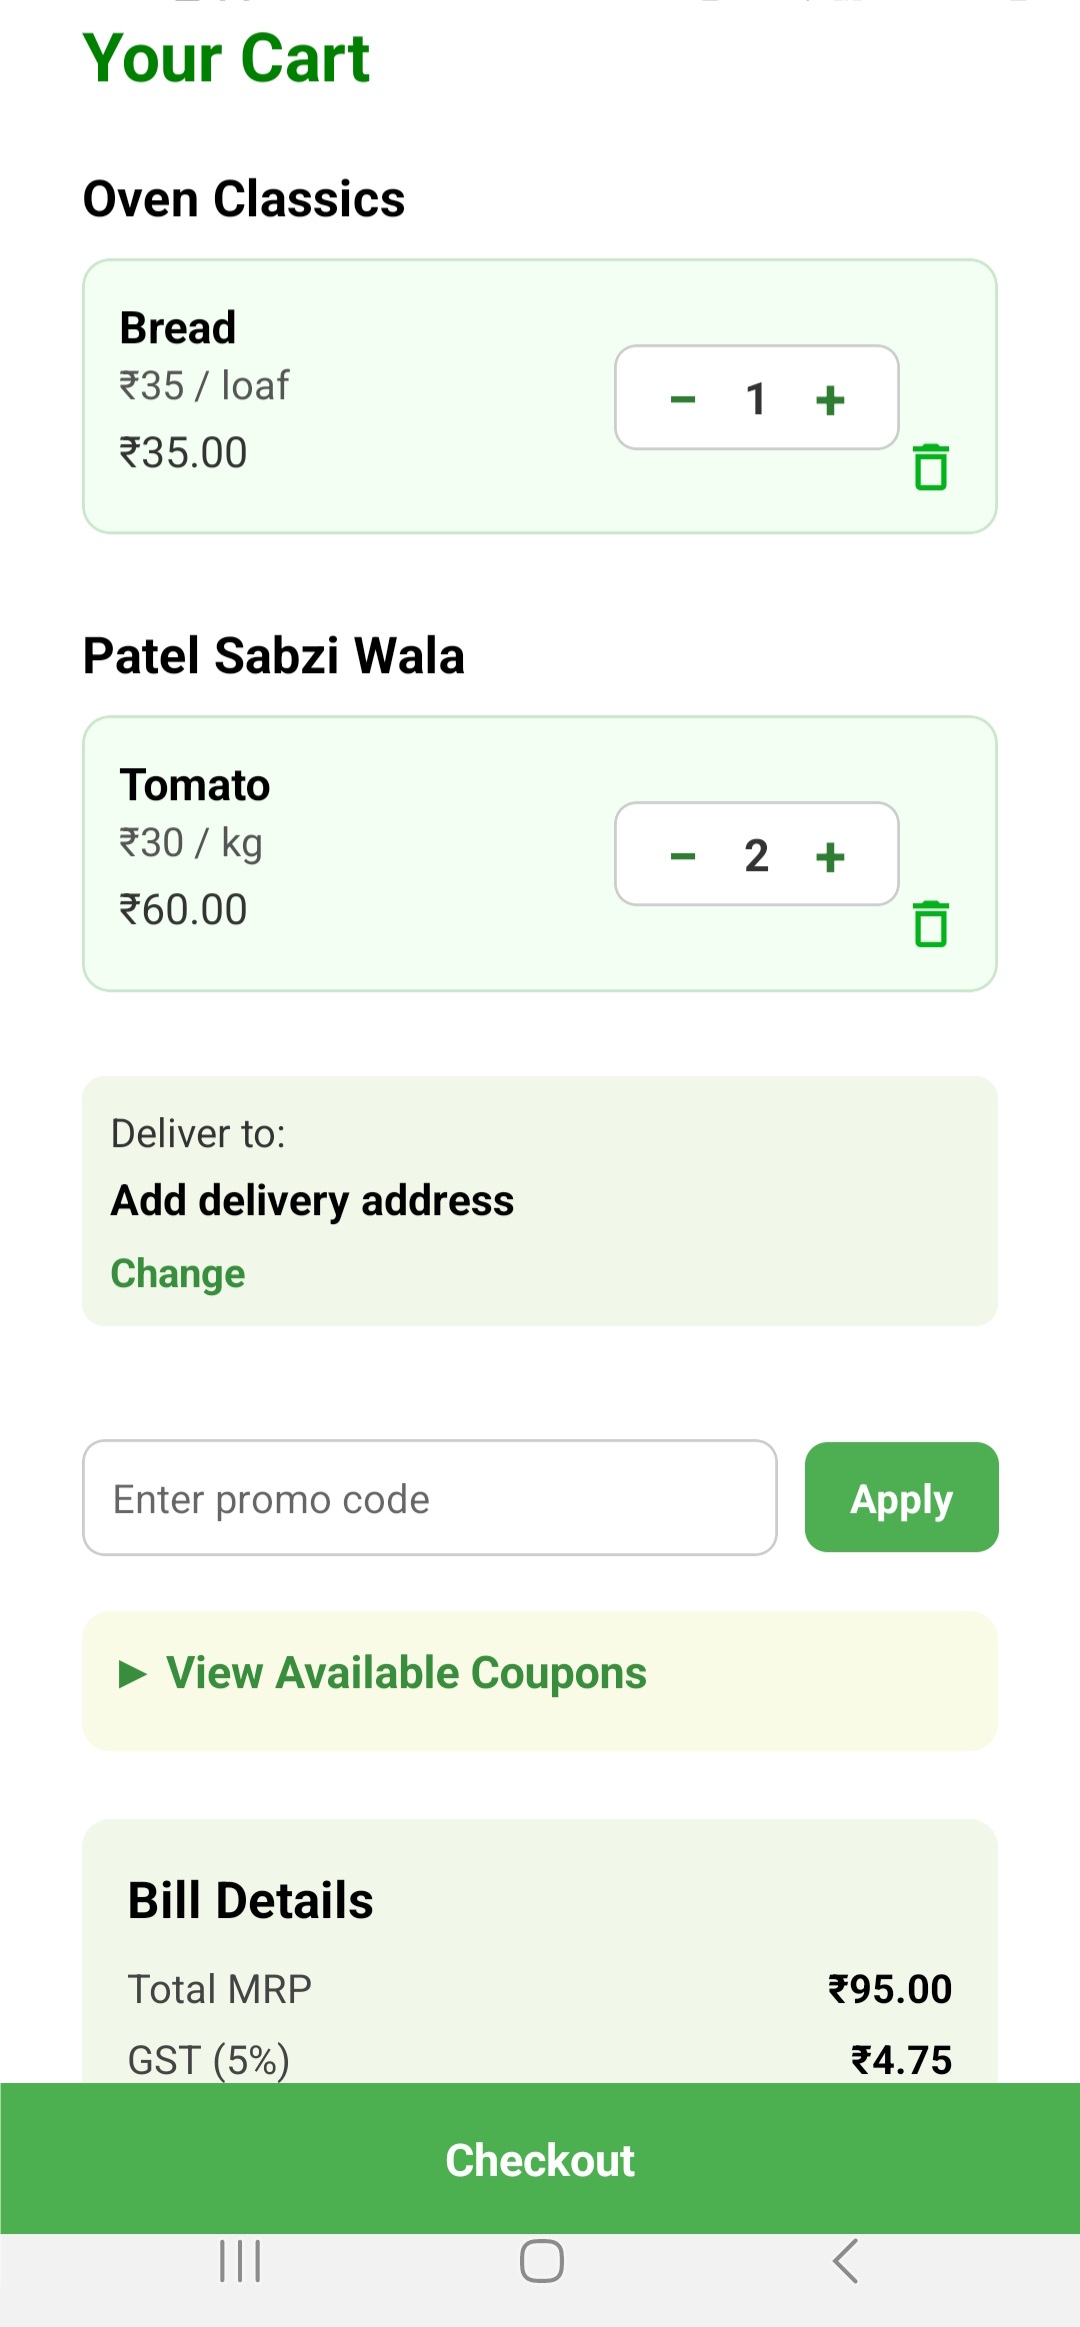 Your Cart
Oven Classics
Bread
₹35 / loaf
₹35.00
− 1 +
Patel Sabzi Wala
Tomato
₹30 / kg
₹60.00
− 2 +
Deliver to:
Add delivery address
Change
Enter promo code
Apply
▶ View Available Coupons
Bill Details
Total MRP ₹95.00
GST (5%) ₹4.75
Checkout